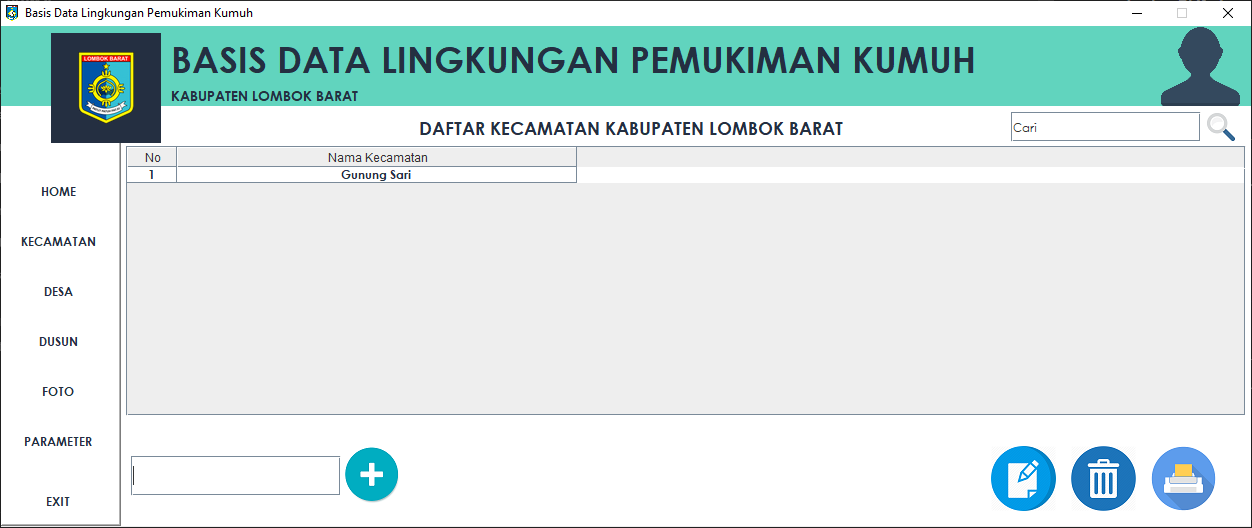 Basis Data Lingkungan Pemukiman Kumuh
LOMBOK BARAT
BASIS DATA LINGKUNGAN PEMUKIMAN KUMUH
KABUPATEN LOMBOK BARAT
DAFTAR KECAMATAN KABUPATEN LOMBOK BARAT
Cari
No Nama Kecamatan
1 Gunung Sari
HOME
KECAMATAN
DESA
DUSUN
FOTO
PARAMETER
EXIT